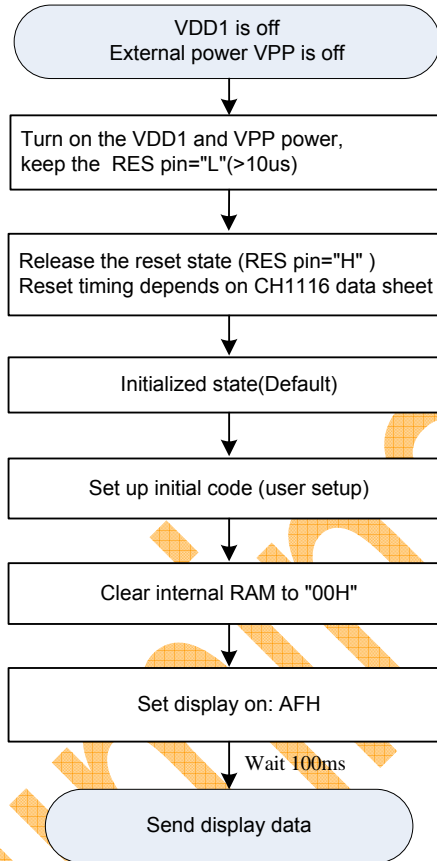 VDD1 is off
External power VPP is off
Turn on the VDD1 and VPP power,
keep the RES pin="L"(>10us)
Release the reset state (RES pin="H" )
Reset timing depends on CH1116 data sheet
Initialized state(Default)
Set up initial code (user setup)
Clear internal RAM to "00H"
Set display on: AFH
Wait 100ms
Send display data